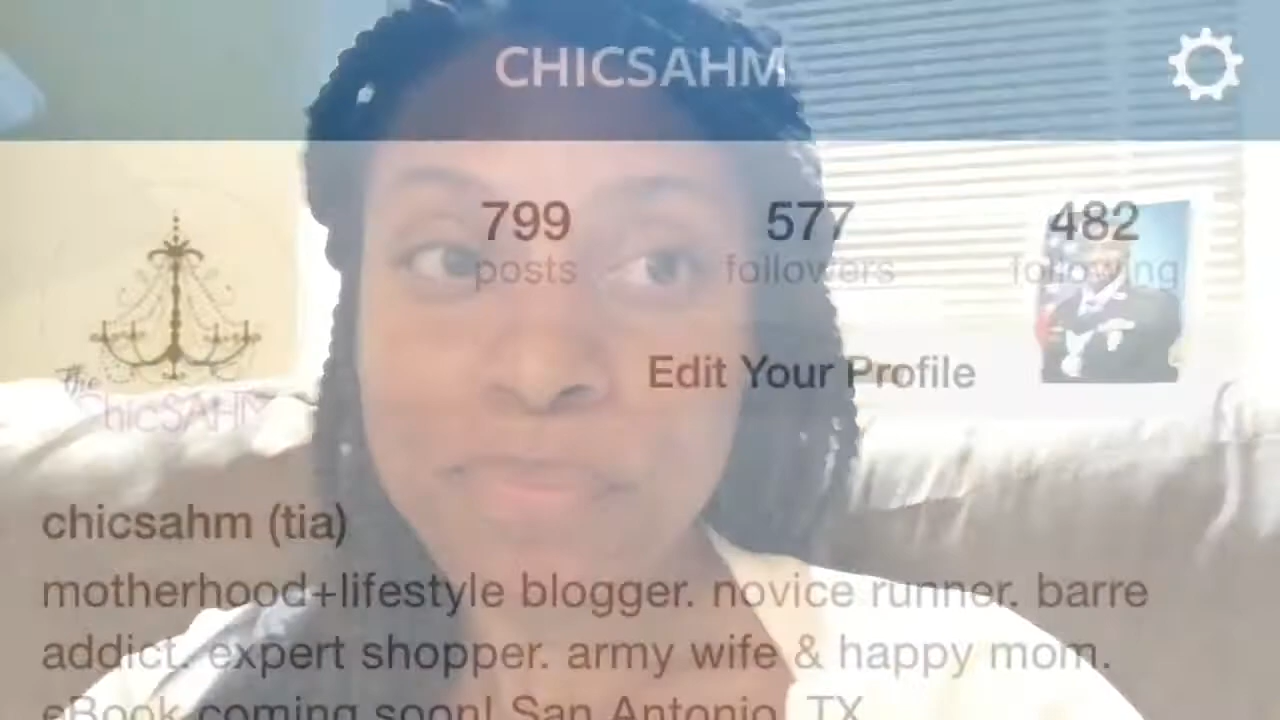 CHICSAHM
799 577 482
posts followers following
Edit Your Profile
the
ChicSAHM
chicsahm (tia)
motherhood+lifestyle blogger. novice runner. barre
addict. expert shopper. army wife & happy mom.
eBook coming soon! San Antonio, TX